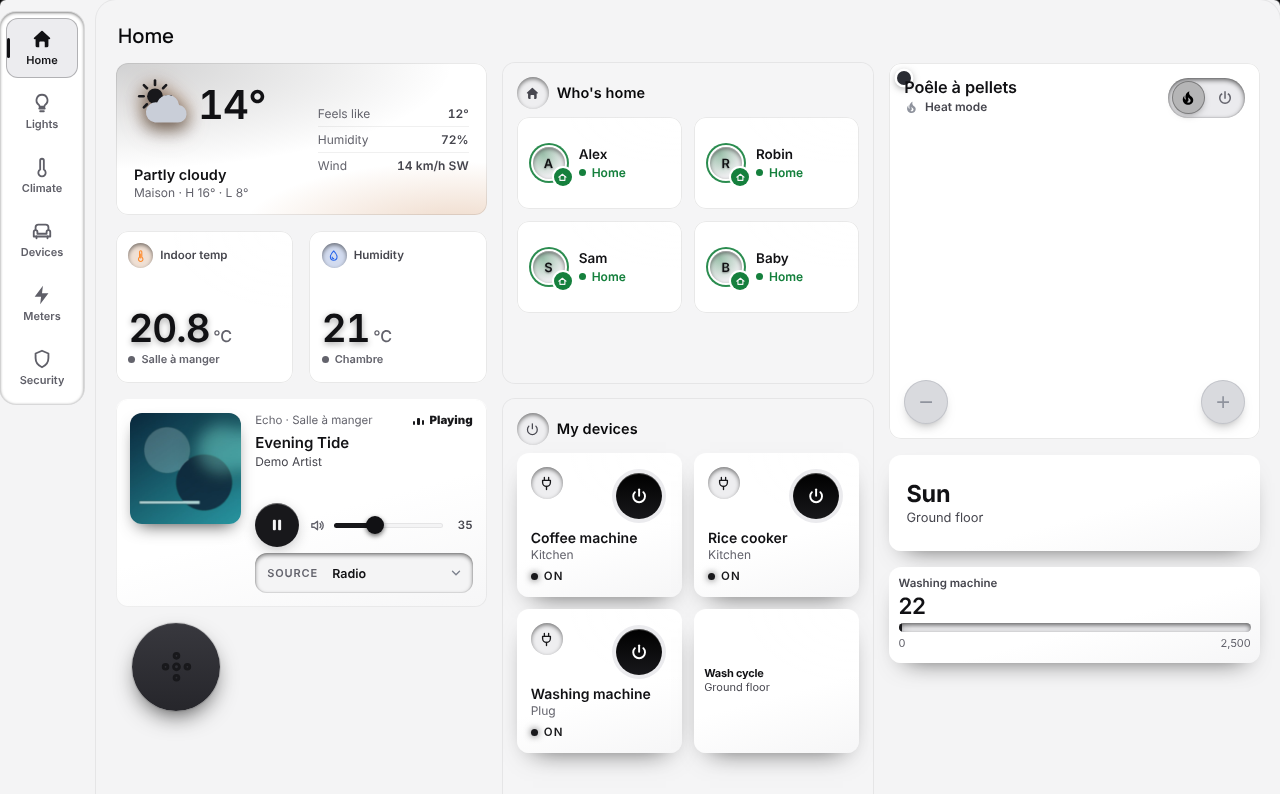 Home
Lights
Climate
Devices
Meters
Security
Home
14°
Feels like 12°
Humidity 72%
Wind 14 km/h SW
Partly cloudy
Maison · H 16° · L 8°
Indoor temp
20.8 °C
Salle à manger
Humidity
21 °C
Chambre
Echo · Salle à manger
Playing
Evening Tide
Demo Artist
35
SOURCE Radio
Who's home
A
Alex
Home
R
Robin
Home
S
Sam
Home
B
Baby
Home
My devices
Coffee machine
Kitchen
ON
Rice cooker
Kitchen
ON
Washing machine
Plug
ON
Wash cycle
Ground floor
Poêle à pellets
Heat mode
Sun
Ground floor
Washing machine
22
0 2,500